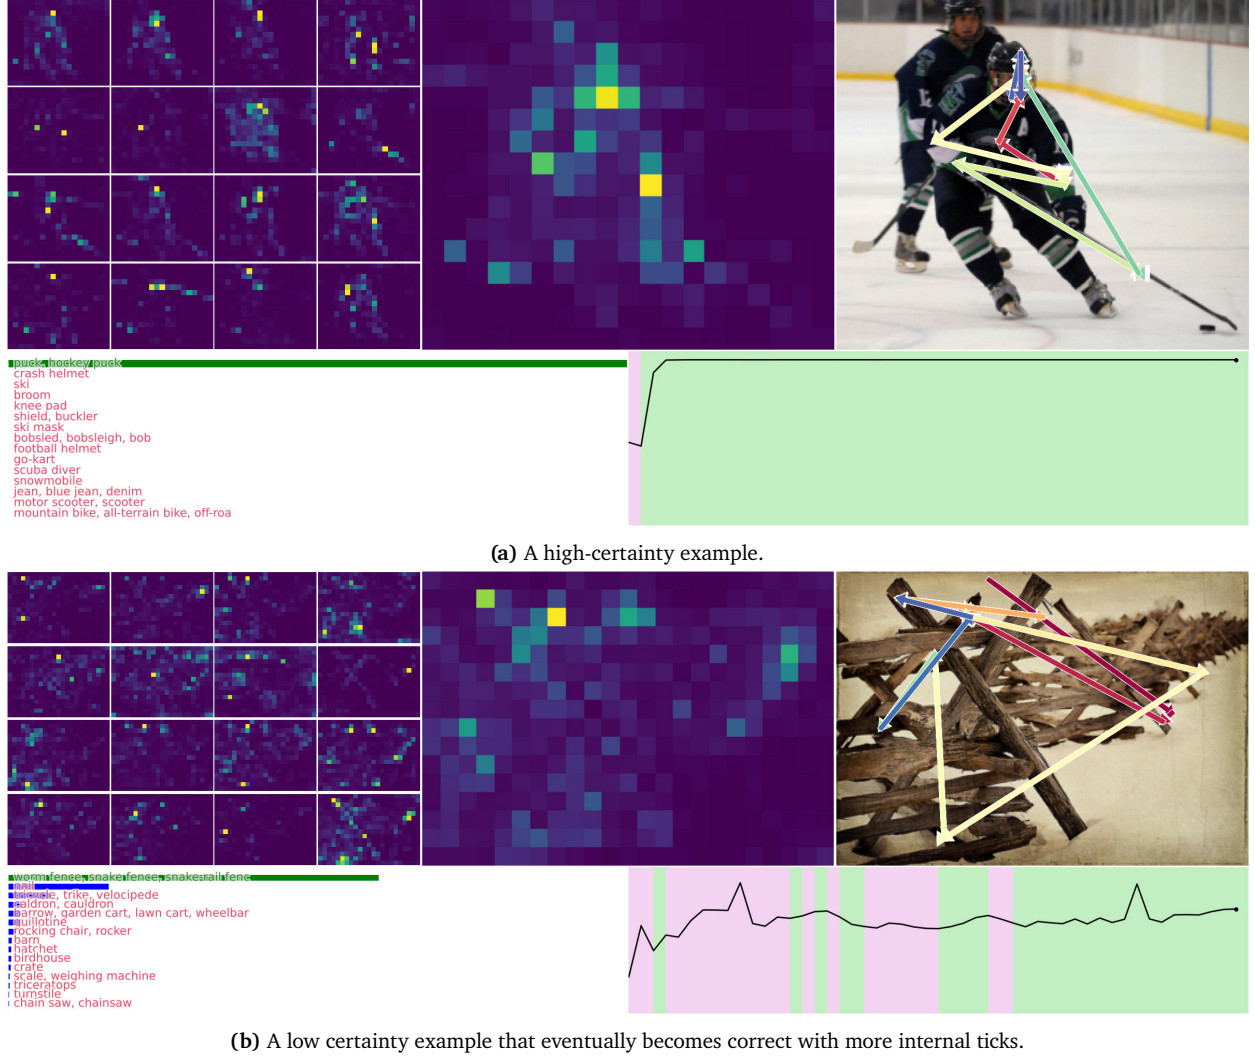 puck, hockey puck
crash helmet
ski
broom
knee pad
shield, buckler
ski mask
bobsled, bobsleigh, bob
football helmet
go-kart
scuba diver
snowmobile
jean, blue jean, denim
motor scooter, scooter
mountain bike, all-terrain bike, off-roa
(a) A high-certainty example.
worm fence, snake fence, snake-rail fenc
nail
tricycle, trike, velocipede
caldron, cauldron
barrow, garden cart, lawn cart, wheelbar
guillotine
rocking chair, rocker
barn
hatchet
birdhouse
crate
scale, weighing machine
triceratops
turnstile
chain saw, chainsaw
(b) A low certainty example that eventually becomes correct with more internal ticks.